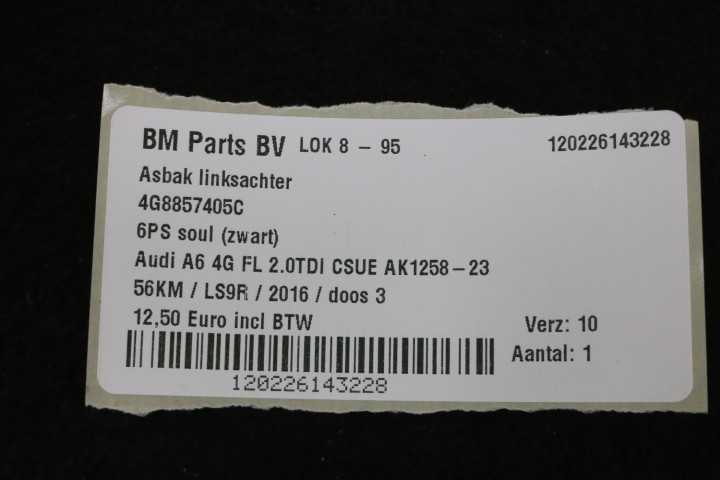 BM Parts BV LOK 8 – 95 120226143228
Asbak linksachter
4G8857405C
6PS soul (zwart)
Audi A6 4G FL 2.0TDI CSUE AK1258–23
56KM / LS9R / 2016 / doos 3
12,50 Euro incl BTW Verz: 10
Aantal: 1
120226143228